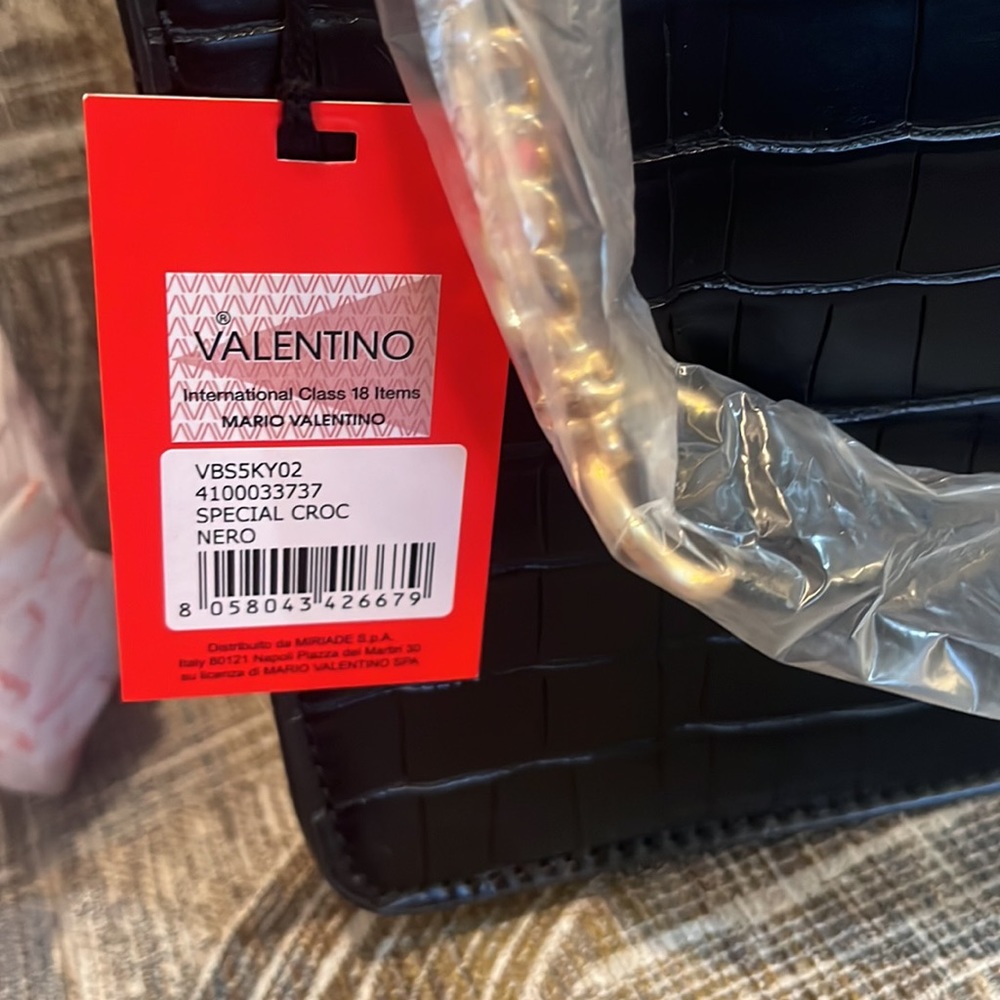 ®
VALENTINO
International Class 18 Items
MARIO VALENTINO
VBS5KY02
4100033737
SPECIAL CROC
NERO
8 058043 426679
Distribuito da MIRIADE S.p.A.
Italy 80121 Napoli Piazza dei Martiri 30
su licenza di MARIO VALENTINO SPA